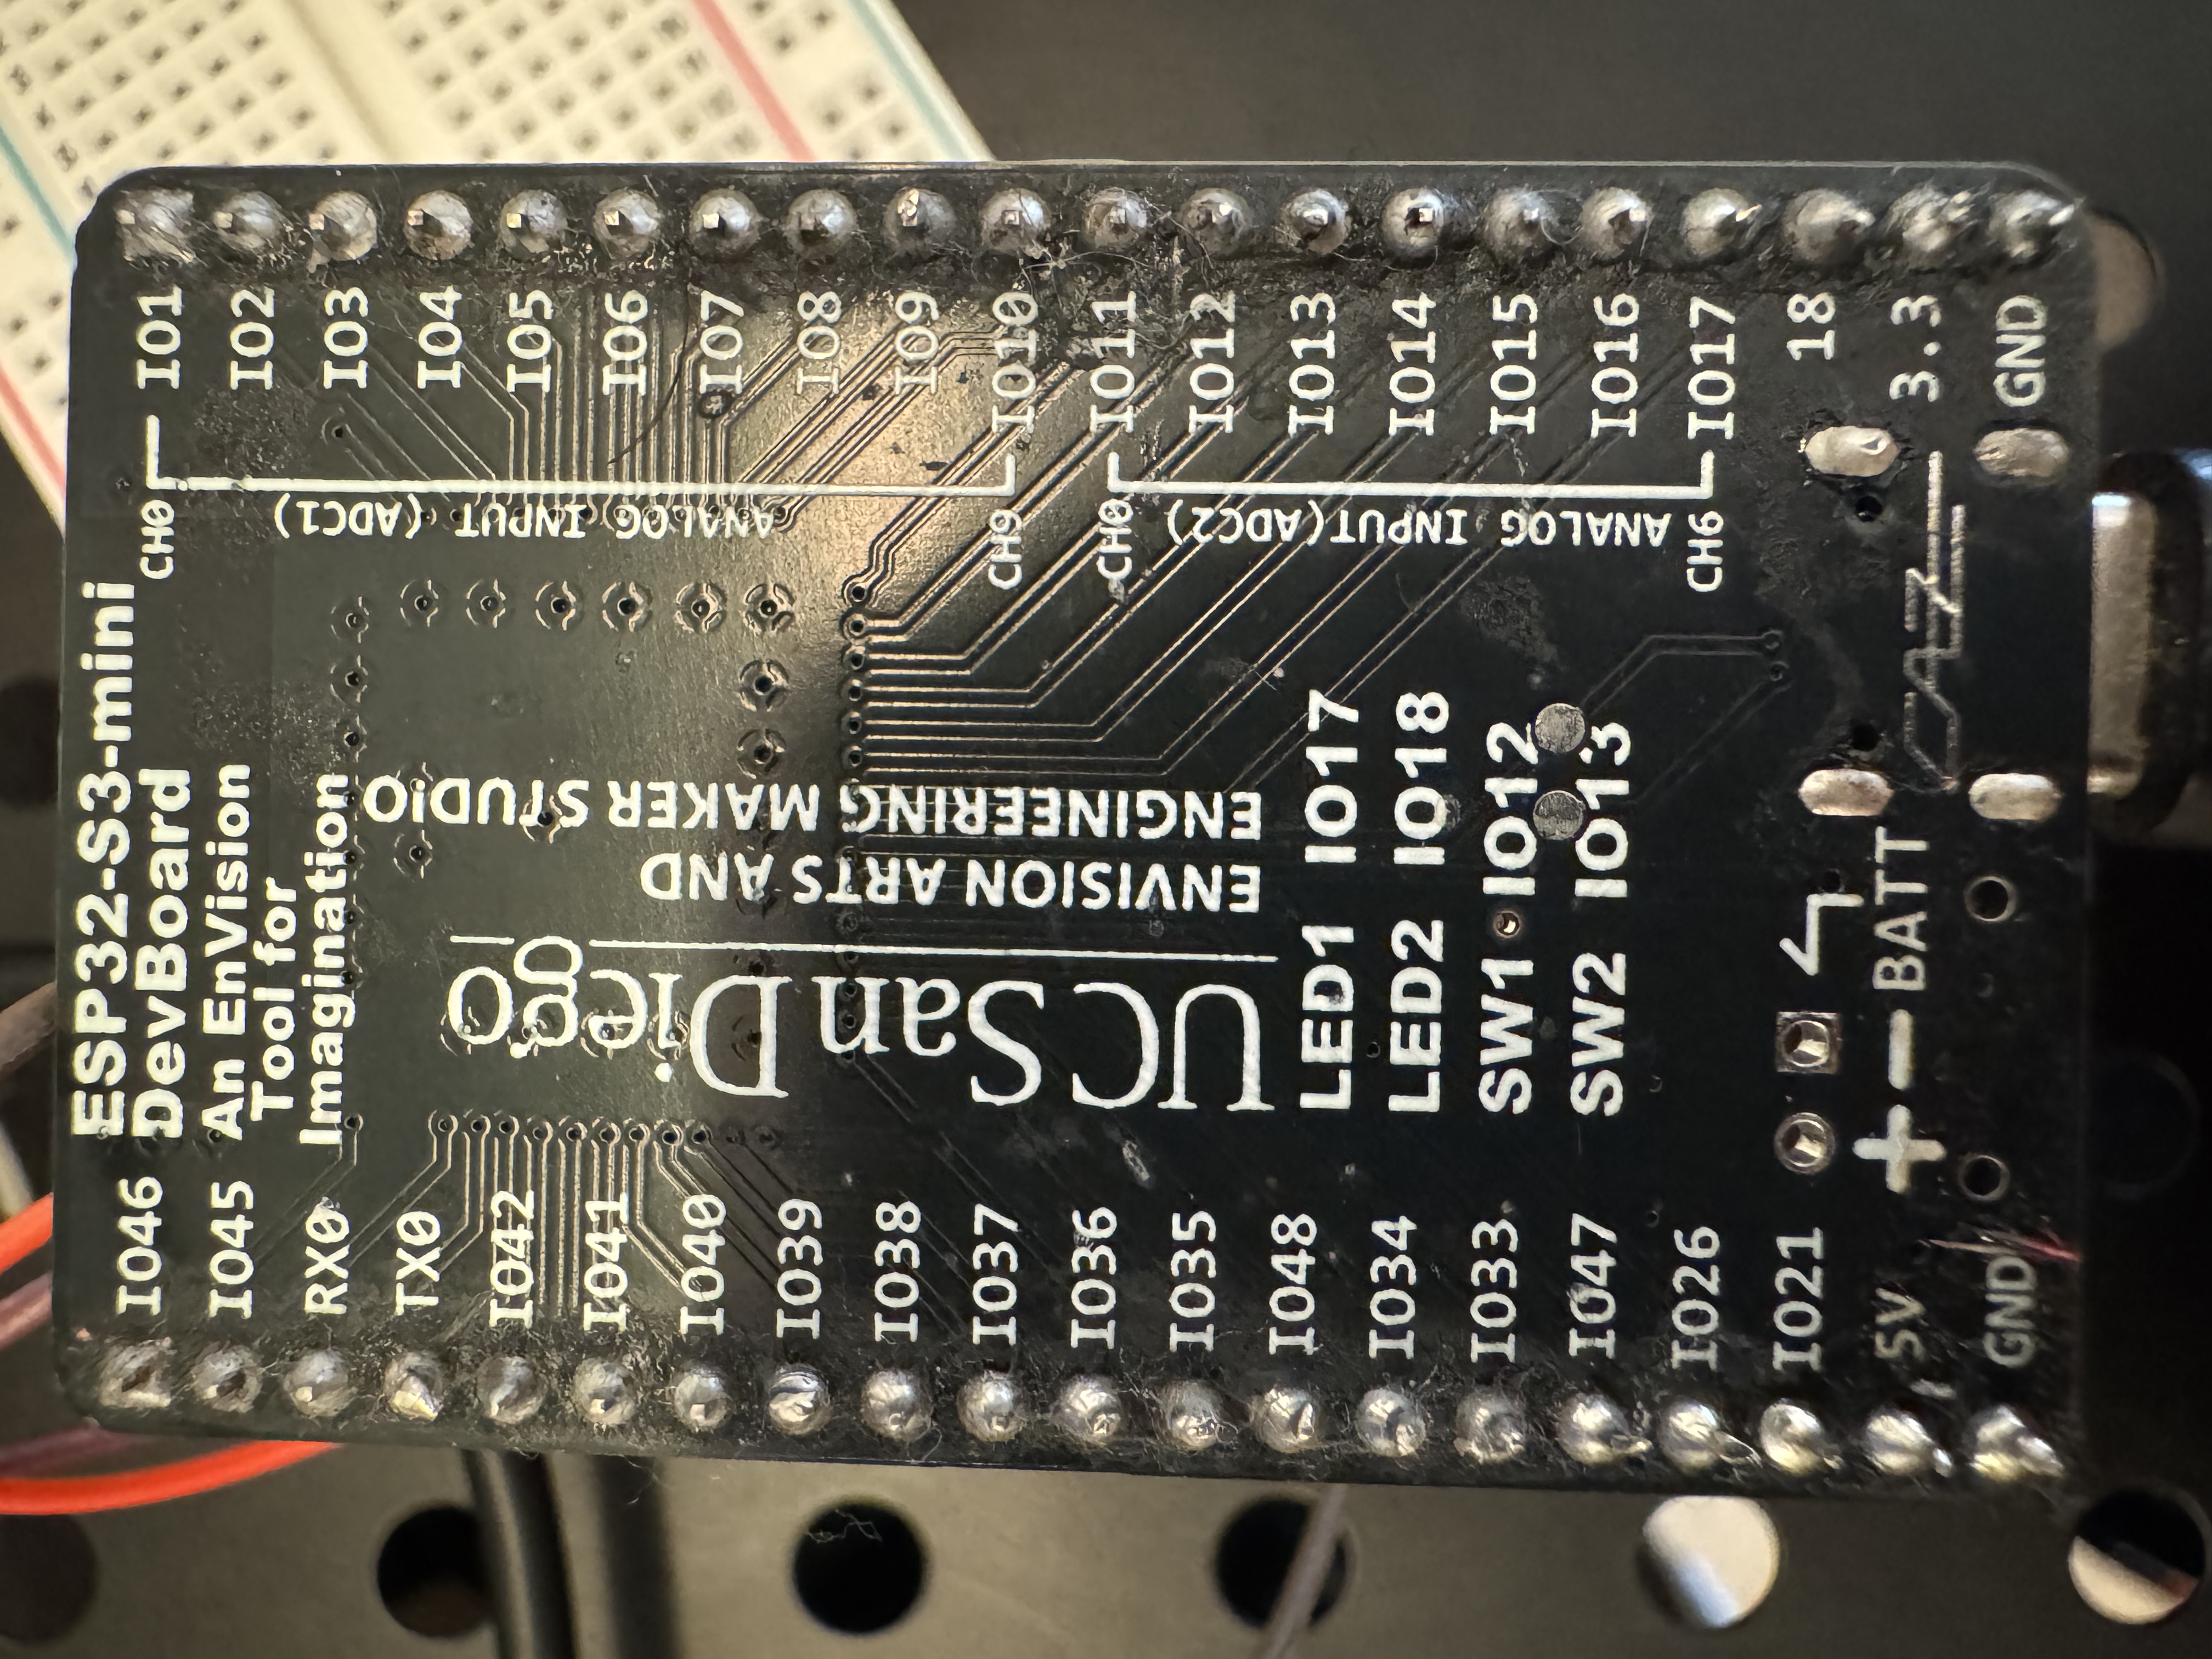 IO1
IO2
IO3
IO4
IO5
IO6
IO7
IO8
IO9
IO10
IO11
IO12
IO13
IO14
IO15
IO16
IO17
18
3.3
GND
CH0
ANALOG INPUT (ADC1)
CH9
CH0
ANALOG INPUT(ADC2)
CH6
ESP32-S3-mini
DevBoard
An EnVision
Tool for
Imagination
UC San Diego
ENVISION ARTS AND
ENGINEERING MAKER STUDIO
LED1 IO17
LED2 IO18
SW1 IO12
SW2 IO13
+ - BATT
IO46
IO45
RX0
TX0
IO42
IO41
IO40
IO39
IO38
IO37
IO36
IO35
IO48
IO34
IO33
IO47
IO26
IO21
5V
GND